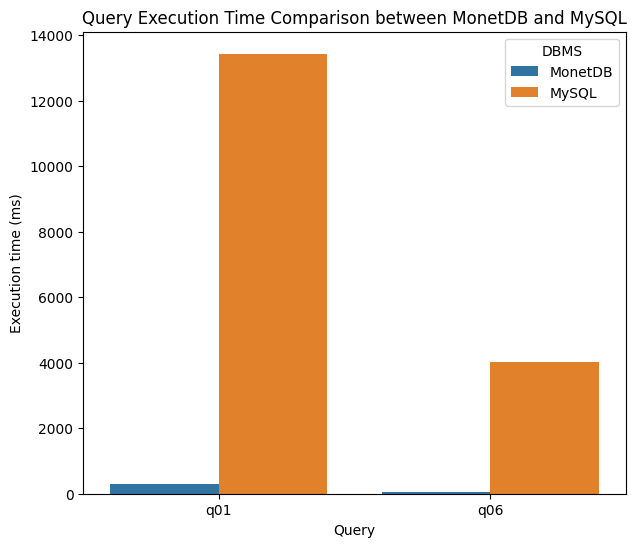 Query Execution Time Comparison between MonetDB and MySQL
DBMS
MonetDB
MySQL
Execution time (ms)
14000
12000
10000
8000
6000
4000
2000
0
q01
q06
Query